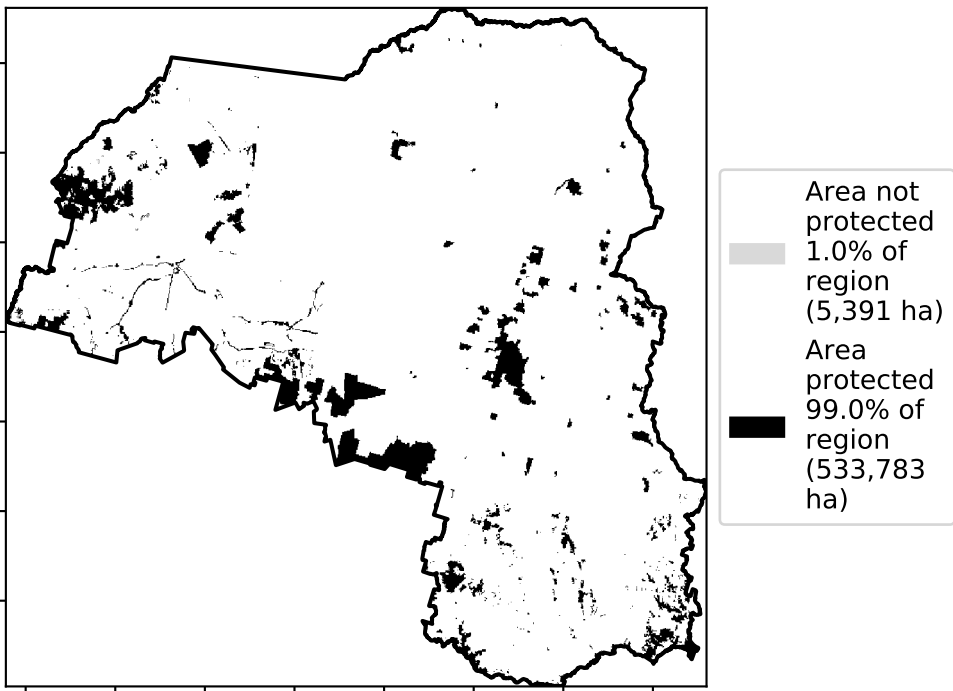 Area not
protected
1.0% of
region
(5,391 ha)
Area
protected
99.0% of
region
(533,783
ha)